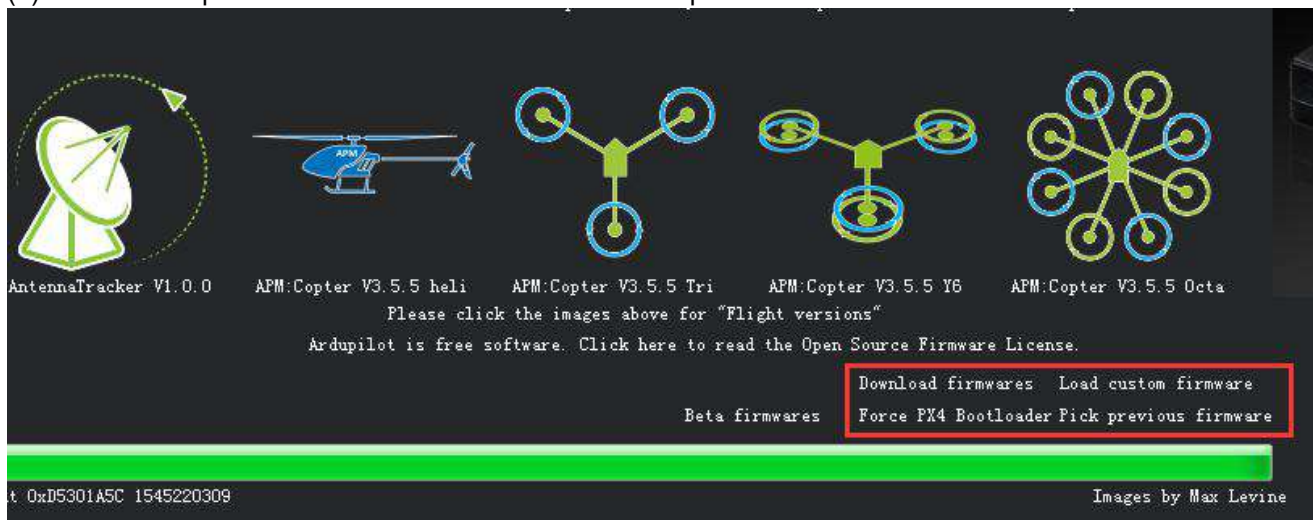 APM
AntennaTracker V1.0.0 APM:Copter V3.5.5 heli APM:Copter V3.5.5 Tri APM:Copter V3.5.5 Y6 APM:Copter V3.5.5 Octa
Please click the images above for "Flight versions"
Ardupilot is free software. Click here to read the Open Source Firmware License.
Download firmwares Load custom firmware
Beta firmwares Force PX4 Bootloader Pick previous firmware
0xD5301A5C 1545220309 Images by Max Levine